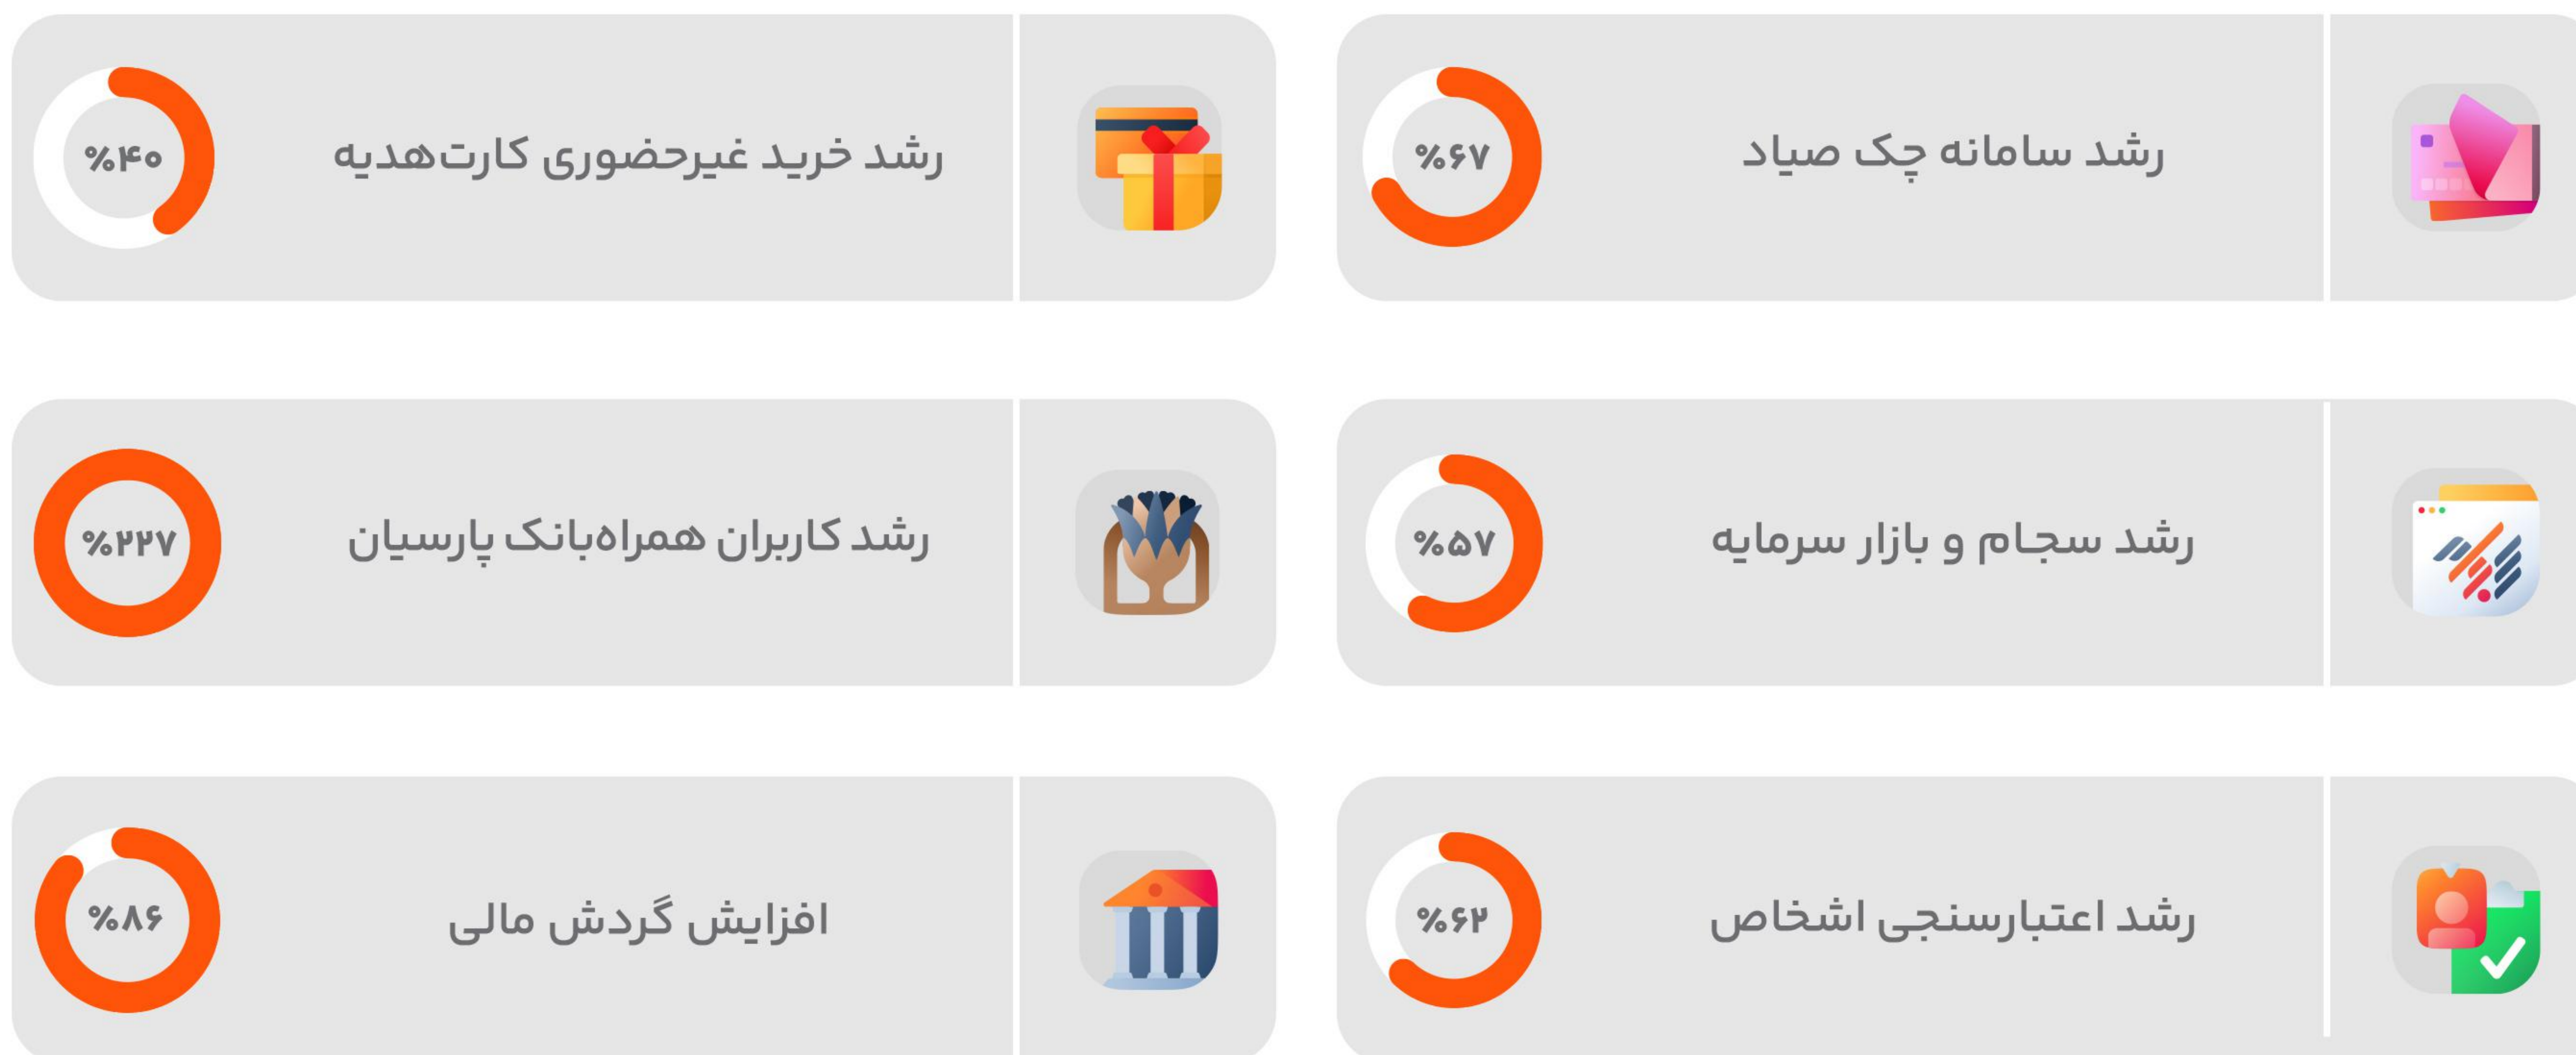 رشد سامانه چک صیاد
%۶۷
رشد خرید غیرحضوری کارت‌هدیه
%۴۰
رشد سجام و بازار سرمایه
%۵۷
رشد کاربران همراه‌بانک پارسیان
%۲۲۷
رشد اعتبارسنجی اشخاص
%۶۲
افزایش گردش مالی
%۸۶